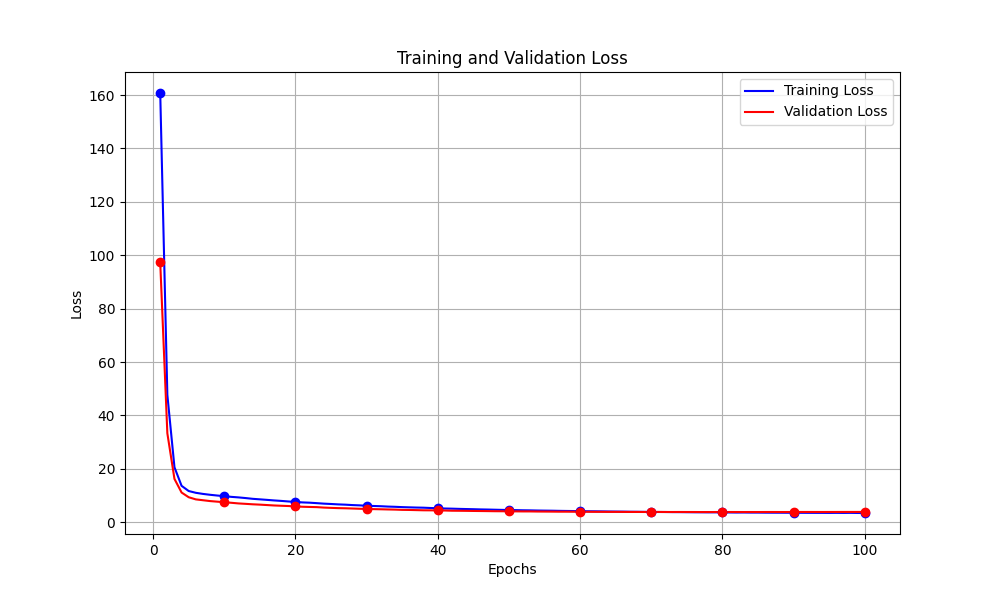 Training and Validation Loss
Training Loss
Validation Loss
160
140
120
100
80
60
40
20
0
Loss
0 20 40 60 80 100
Epochs